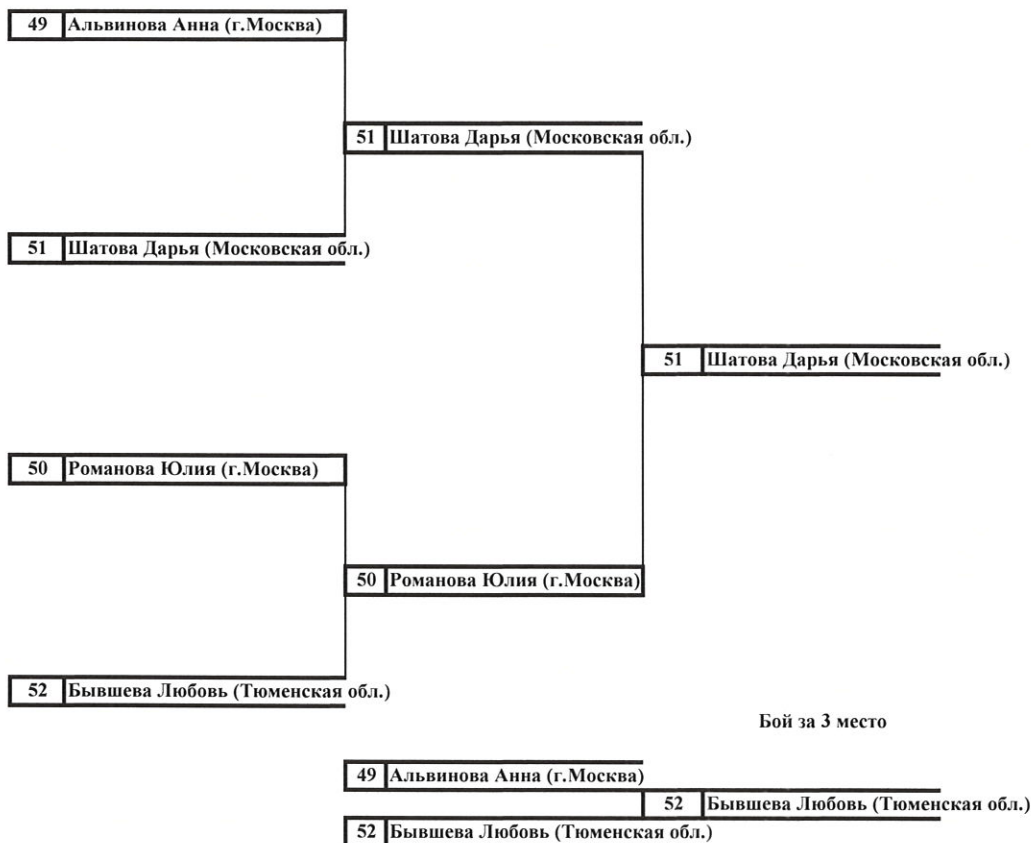 49 Альвинова Анна (г.Москва)
51 Шатова Дарья (Московская обл.)
51 Шатова Дарья (Московская обл.)
51 Шатова Дарья (Московская обл.)
50 Романова Юлия (г.Москва)
50 Романова Юлия (г.Москва)
52 Бывшева Любовь (Тюменская обл.)
Бой за 3 место
49 Альвинова Анна (г.Москва)
52 Бывшева Любовь (Тюменская обл.)
52 Бывшева Любовь (Тюменская обл.)